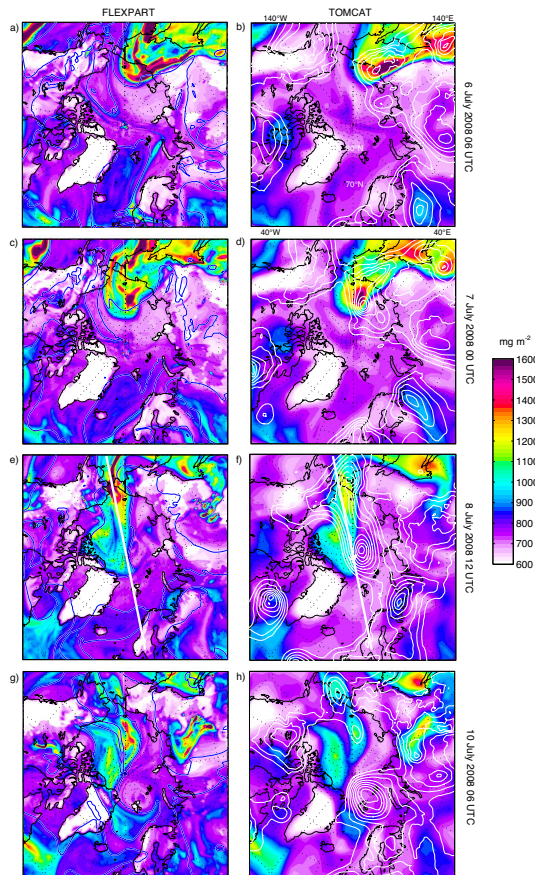 FLEXPART
TOMCAT
a)
b)
140°W
140°E
70°N
6 July 2008 06 UTC
40°W
40°E
c)
d)
7 July 2008 00 UTC
mg m-2
1600
1500
1400
1300
1200
1100
1000
900
800
700
600
e)
f)
8 July 2008 12 UTC
g)
h)
10 July 2008 06 UTC